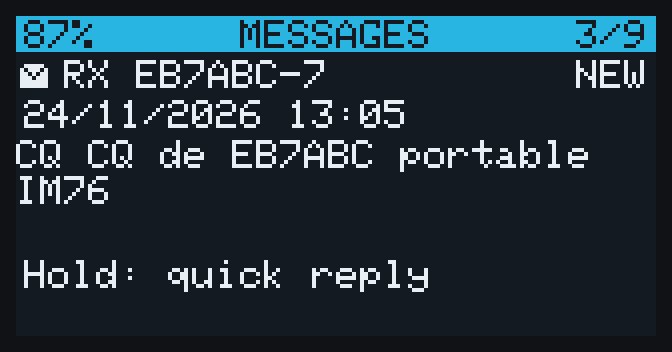 87% MESSAGES 3/9
RX EB7ABC-7 NEW
24/11/2026 13:05
CQ CQ de EB7ABC portable
IM76
Hold: quick reply